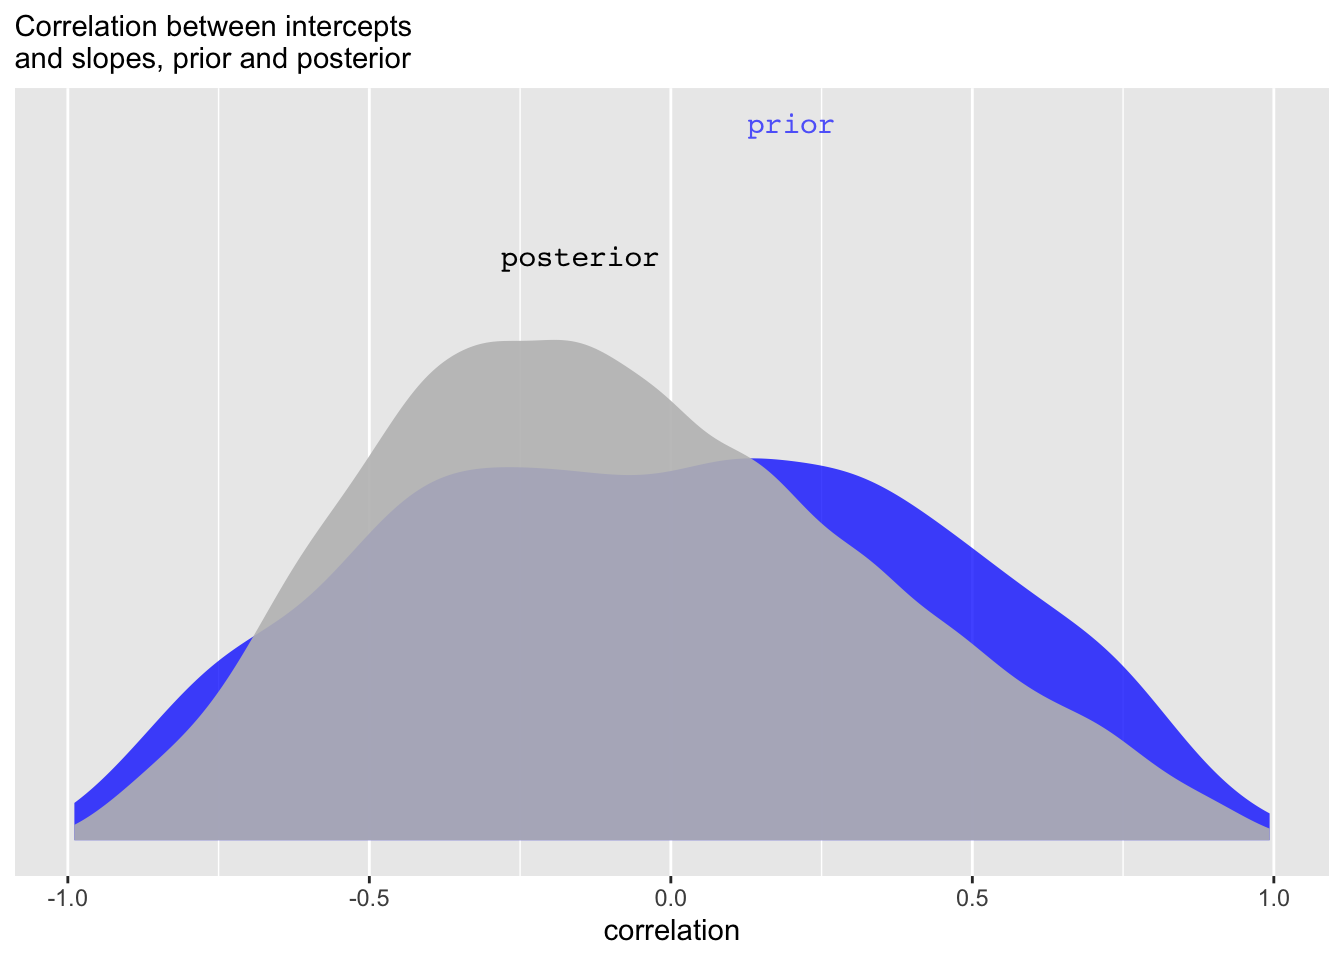 Correlation between intercepts
and slopes, prior and posterior
prior
posterior
-1.0 -0.5 0.0 0.5 1.0
correlation